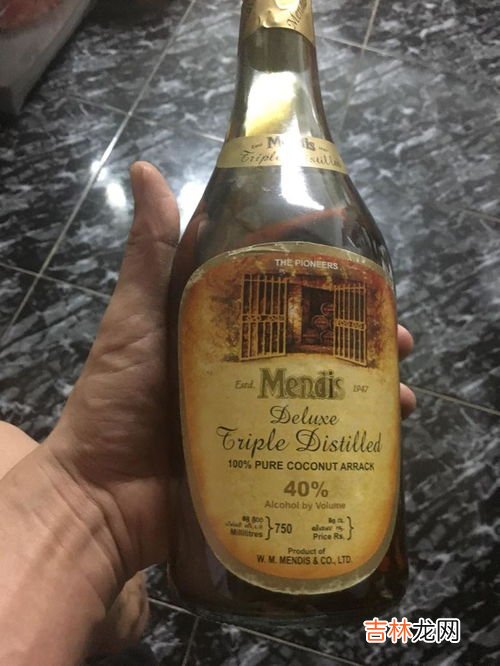 Mendis
Triple Distilled
THE PIONEERS
Estd. Mendis 1947
Deluxe
Triple Distilled
100% PURE COCONUT ARRACK
40%
Alcohol by Volume
Millilitres 750 Price Rs.
Product of
W. M. MENDIS & CO., LTD.
吉林龙网